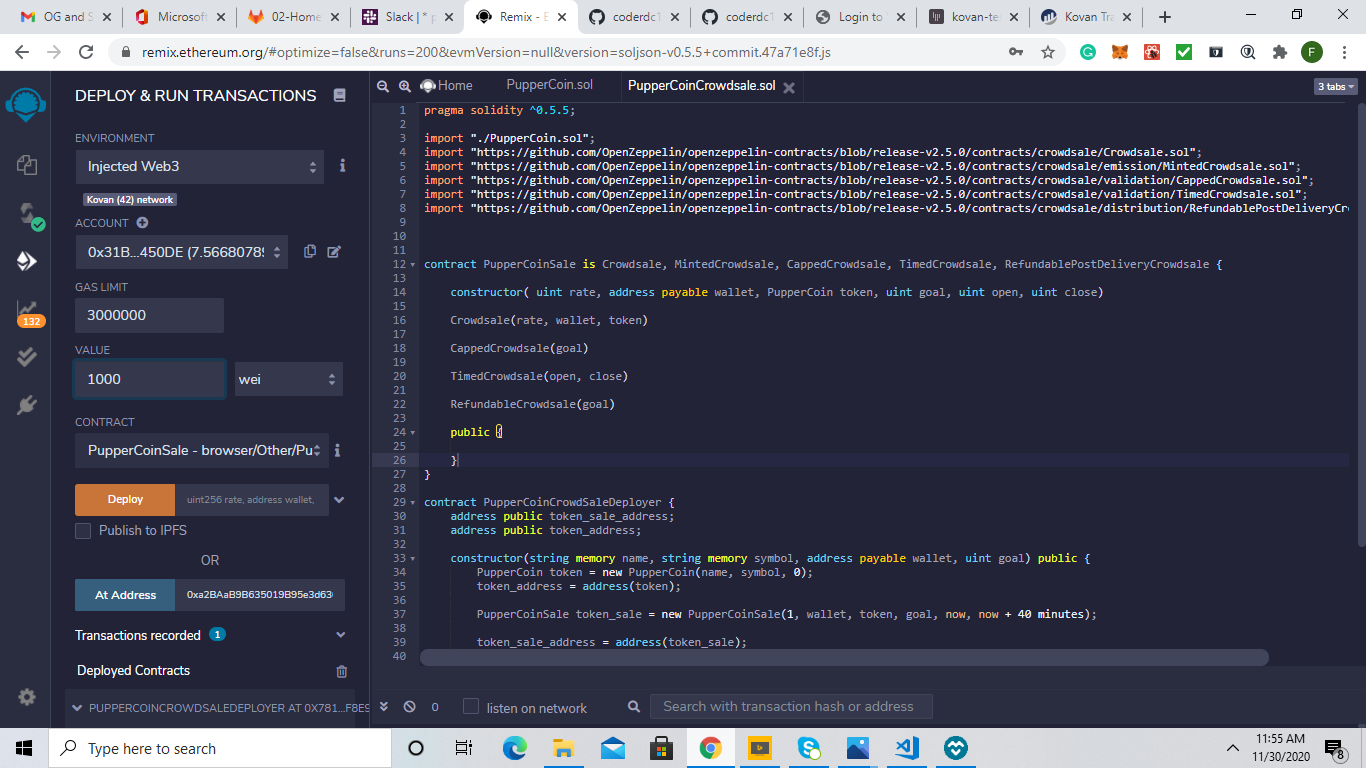 OG and S
Microsoft
02-Home
Slack | * p
Remix - E
coderdc1
coderdc1
Login to
kovan-te
Kovan Tra
remix.ethereum.org/#optimize=false&runs=200&evmVersion=null&version=soljson-v0.5.5+commit.47a71e8f.js
F
DEPLOY & RUN TRANSACTIONS
Home
PupperCoin.sol
PupperCoinCrowdsale.sol
3 tabs
ENVIRONMENT
Injected Web3
Kovan (42) network
ACCOUNT
0x31B...450DE (7.56680789
GAS LIMIT
3000000
132
VALUE
1000
wei
CONTRACT
PupperCoinSale - browser/Other/Pu
Deploy
uint256 rate, address wallet,
Publish to IPFS
OR
At Address
0xa2BAaB9B635019B95e3d63
Transactions recorded 1
Deployed Contracts
PUPPERCOINCROWDSALEDEPLOYER AT 0X781...F8E9
1 pragma solidity ^0.5.5;
2
3 import "./PupperCoin.sol";
4 import "https://github.com/OpenZeppelin/openzeppelin-contracts/blob/release-v2.5.0/contracts/crowdsale/Crowdsale.sol";
5 import "https://github.com/OpenZeppelin/openzeppelin-contracts/blob/release-v2.5.0/contracts/crowdsale/emission/MintedCrowdsale.sol";
6 import "https://github.com/OpenZeppelin/openzeppelin-contracts/blob/release-v2.5.0/contracts/crowdsale/validation/CappedCrowdsale.sol";
7 import "https://github.com/OpenZeppelin/openzeppelin-contracts/blob/release-v2.5.0/contracts/crowdsale/validation/TimedCrowdsale.sol";
8 import "https://github.com/OpenZeppelin/openzeppelin-contracts/blob/release-v2.5.0/contracts/crowdsale/distribution/RefundablePostDeliveryCr
9
10
11
12 contract PupperCoinSale is Crowdsale, MintedCrowdsale, CappedCrowdsale, TimedCrowdsale, RefundablePostDeliveryCrowdsale {
13
14 constructor( uint rate, address payable wallet, PupperCoin token, uint goal, uint open, uint close)
15
16 Crowdsale(rate, wallet, token)
17
18 CappedCrowdsale(goal)
19
20 TimedCrowdsale(open, close)
21
22 RefundableCrowdsale(goal)
23
24 public {
25
26 }
27 }
28
29 contract PupperCoinCrowdSaleDeployer {
30 address public token_sale_address;
31 address public token_address;
32
33 constructor(string memory name, string memory symbol, address payable wallet, uint goal) public {
34 PupperCoin token = new PupperCoin(name, symbol, 0);
35 token_address = address(token);
36
37 PupperCoinSale token_sale = new PupperCoinSale(1, wallet, token, goal, now, now + 40 minutes);
38
39 token_sale_address = address(token_sale);
40
0
listen on network
Search with transaction hash or address
Type here to search
11:55 AM
11/30/2020
8